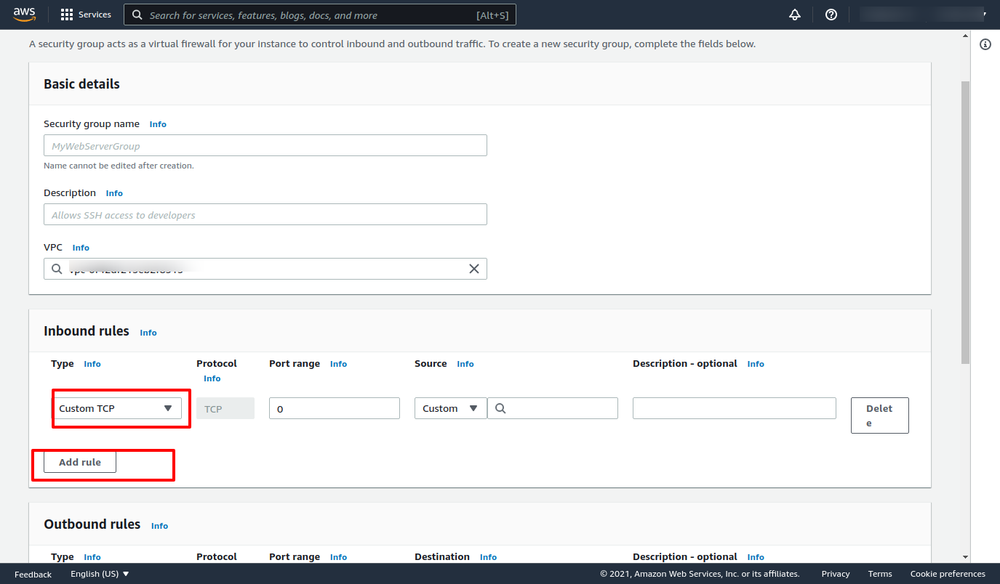 aws Services Search for services, features, blogs, docs, and more [Alt+S]
A security group acts as a virtual firewall for your instance to control inbound and outbound traffic. To create a new security group, complete the fields below.
Basic details
Security group name Info
MyWebServerGroup
Name cannot be edited after creation.
Description Info
Allows SSH access to developers
VPC Info
Inbound rules Info
Type Info Protocol Port range Info Source Info Description - optional Info
Info
Custom TCP TCP 0 Custom Delet
e
Add rule
Outbound rules Info
Type Info Protocol Port range Info Destination Info Description - optional Info
Feedback English (US) © 2021, Amazon Web Services, Inc. or its affiliates. Privacy Terms Cookie preferences